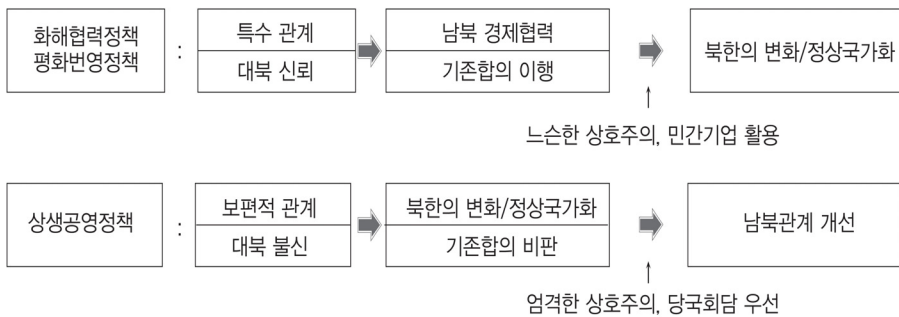 화해협력정책
평화번영정책
:
특수 관계
대북 신뢰
남북 경제협력
기존합의 이행
북한의 변화/정상국가화
느슨한 상호주의, 민간기업 활용
상생공영정책
:
보편적 관계
대북 불신
북한의 변화/정상국가화
기존합의 비판
남북관계 개선
엄격한 상호주의, 당국회담 우선